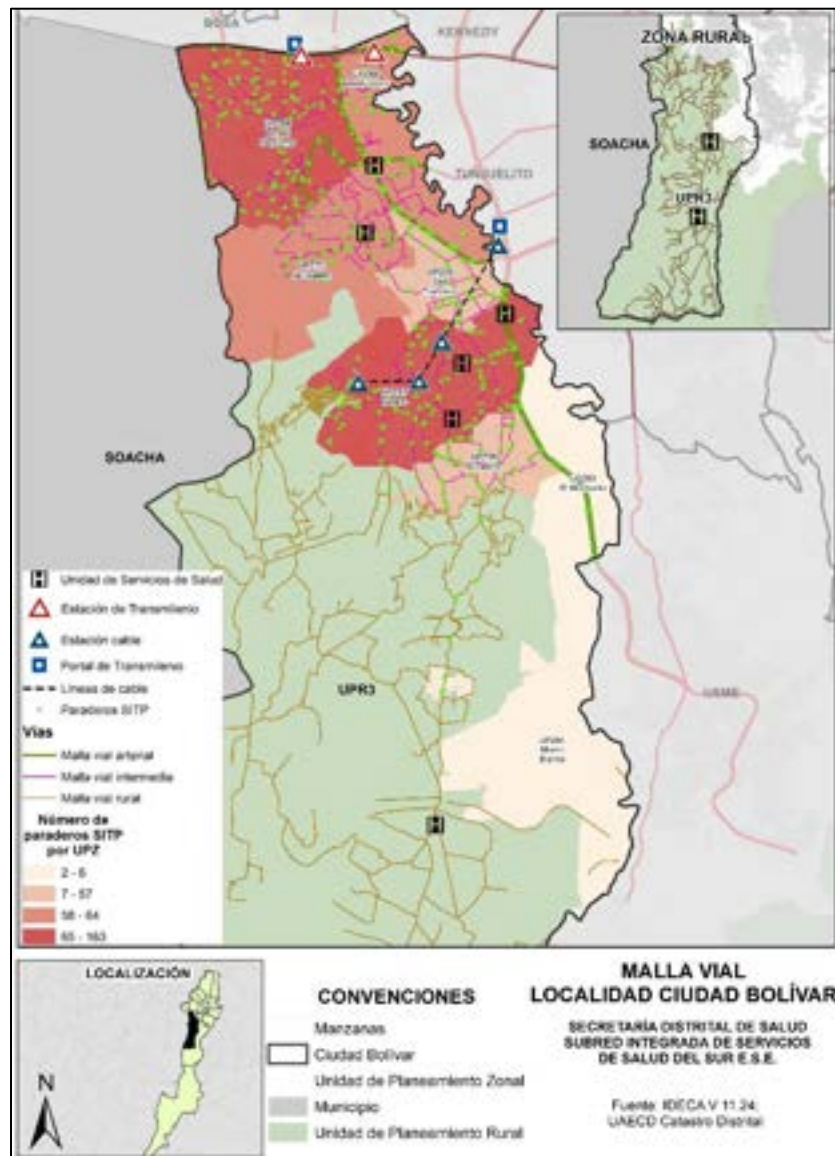 BOSA
KENNEDY
TUNJUELITO
SOACHA
UPR3
USME
ZONA RURAL
SOACHA
UPR3
Unidad de Servicios de Salud
Estación de Transmilenio
Estación cable
Portal de Transmilenio
Líneas de cable
Paraderos SITP
Vías
Malla vial arterial
Malla vial intermedia
Malla vial rural
Número de
paraderos SITP
por UPZ
7 - 57
58 - 64
65 - 163
LOCALIZACIÓN
N
CONVENCIONES
Manzanas
Ciudad Bolívar
Unidad de Planeamiento Zonal
Municipio
Unidad de Planeamiento Rural
MALLA VIAL
LOCALIDAD CIUDAD BOLÍVAR
SECRETARÍA DISTRITAL DE SALUD
SUBRED INTEGRADA DE SERVICIOS
DE SALUD DEL SUR E.S.E.
Fuente: IDECA V 11.24;
UAECD Catastro Distrital